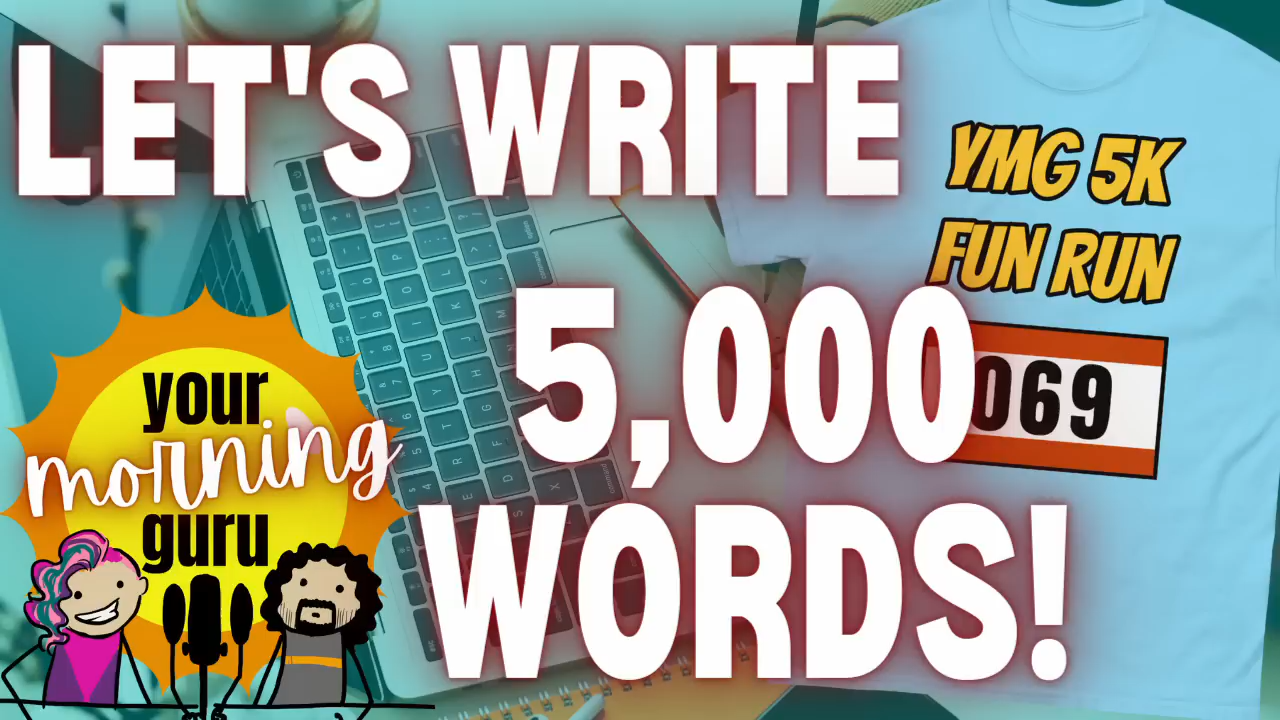 LET'S WRITE
5,000
WORDS!
YMG 5K
FUN RUN
069
your
morning
guru